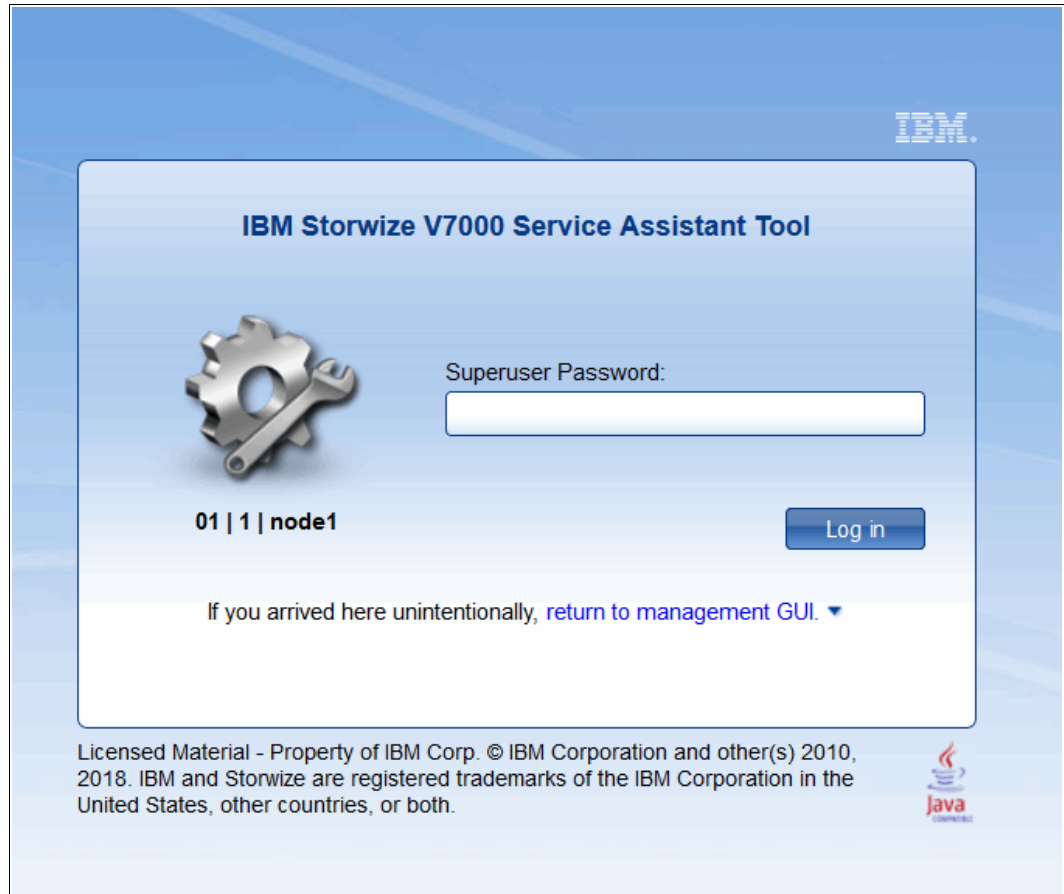 IBM.
IBM Storwize V7000 Service Assistant Tool
Superuser Password:
01 | 1 | node1
Log in
If you arrived here unintentionally, return to management GUI.
Licensed Material - Property of IBM Corp. © IBM Corporation and other(s) 2010,
2018. IBM and Storwize are registered trademarks of the IBM Corporation in the
United States, other countries, or both.
Java
COMPATIBLE